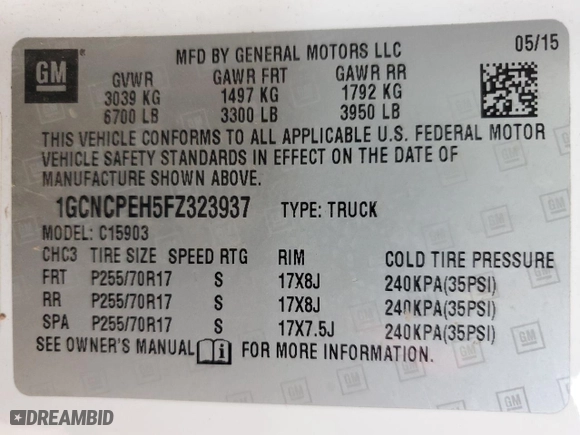 GM
MFD BY GENERAL MOTORS LLC
05/15
GVWR GAWR FRT GAWR RR
3039 KG 1497 KG 1792 KG
6700 LB 3300 LB 3950 LB
THIS VEHICLE CONFORMS TO ALL APPLICABLE U.S. FEDERAL MOTOR
VEHICLE SAFETY STANDARDS IN EFFECT ON THE DATE OF
MANUFACTURE SHOWN ABOVE.
1GCNCPEH5FZ323937 TYPE: TRUCK
MODEL: C15903
CHC3 TIRE SIZE SPEED RTG RIM COLD TIRE PRESSURE
FRT P255/70R17 S 17X8J 240KPA(35PSI)
RR P255/70R17 S 17X8J 240KPA(35PSI)
SPA P255/70R17 S 17X7.5J 240KPA(35PSI)
SEE OWNER'S MANUAL FOR MORE INFORMATION.
DREAMBID